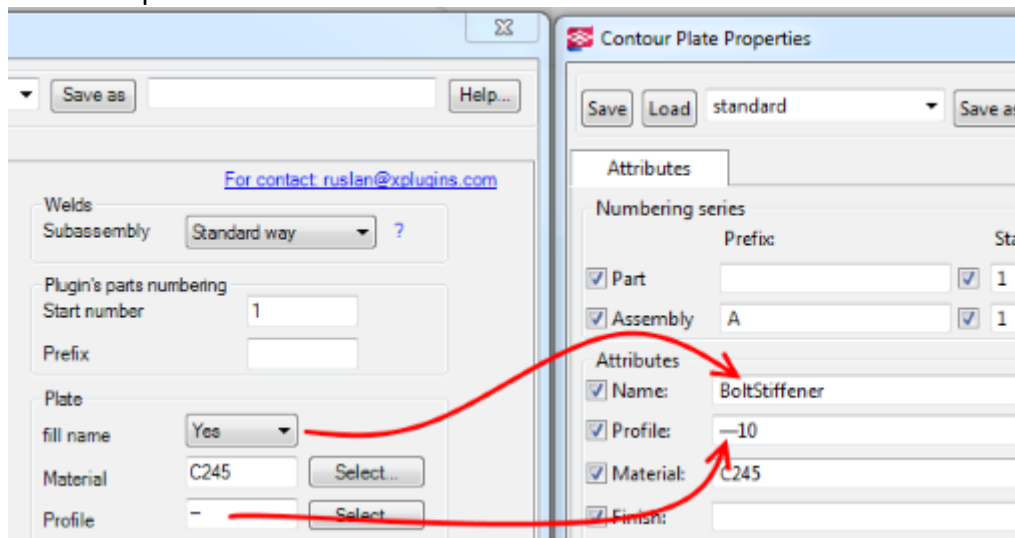 Contour Plate Properties
Save as
Help...
Save
Load
standard
Save as
For contact: ruslan@xplugins.com
Attributes
Welds
Subassembly
Standard way
?
Numbering series
Prefix:
Plugin's parts numbering
Start number
1
Prefix
Part
1
Assembly
A
1
Attributes
Plate
fill name
Yes
Name:
BoltStiffener
Profile:
—10
Material
C245
Select...
Material:
C245
Profile
–
Select...
Finish: